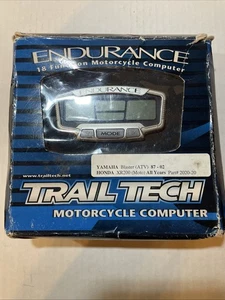 ENDURANCE
18 Function Motorcycle Computer
ENDURANCE
MODE
YAMAHA Blaster (ATV) 87 - 02
HONDA XR200 (Moto) All Years Part# 2020-20
TRAIL TECH
MOTORCYCLE COMPUTER
www.trailtech.net